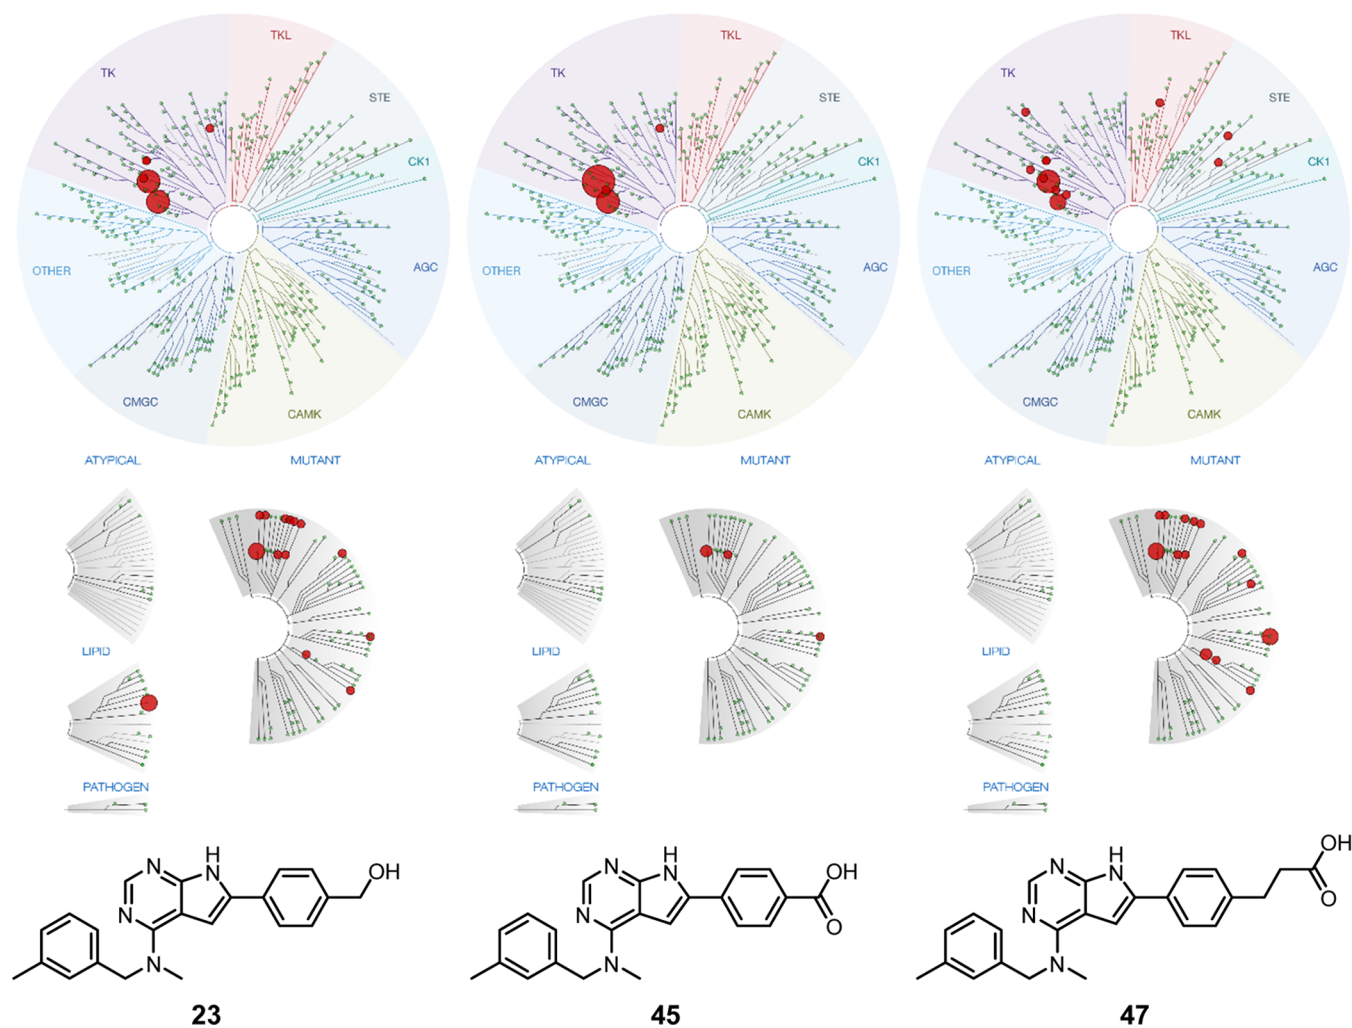 TKL TKL TKL
TK TK TK
STE STE STE
CK1 CK1 CK1
OTHER AGC OTHER AGC OTHER AGC
CMGC CAMK CMGC CAMK CMGC CAMK
ATYPICAL MUTANT ATYPICAL MUTANT ATYPICAL MUTANT
LIPID LIPID LIPID
PATHOGEN PATHOGEN PATHOGEN
OH
N H N H N H
N N N OH OH
N N N O O
N N N
23 45 47